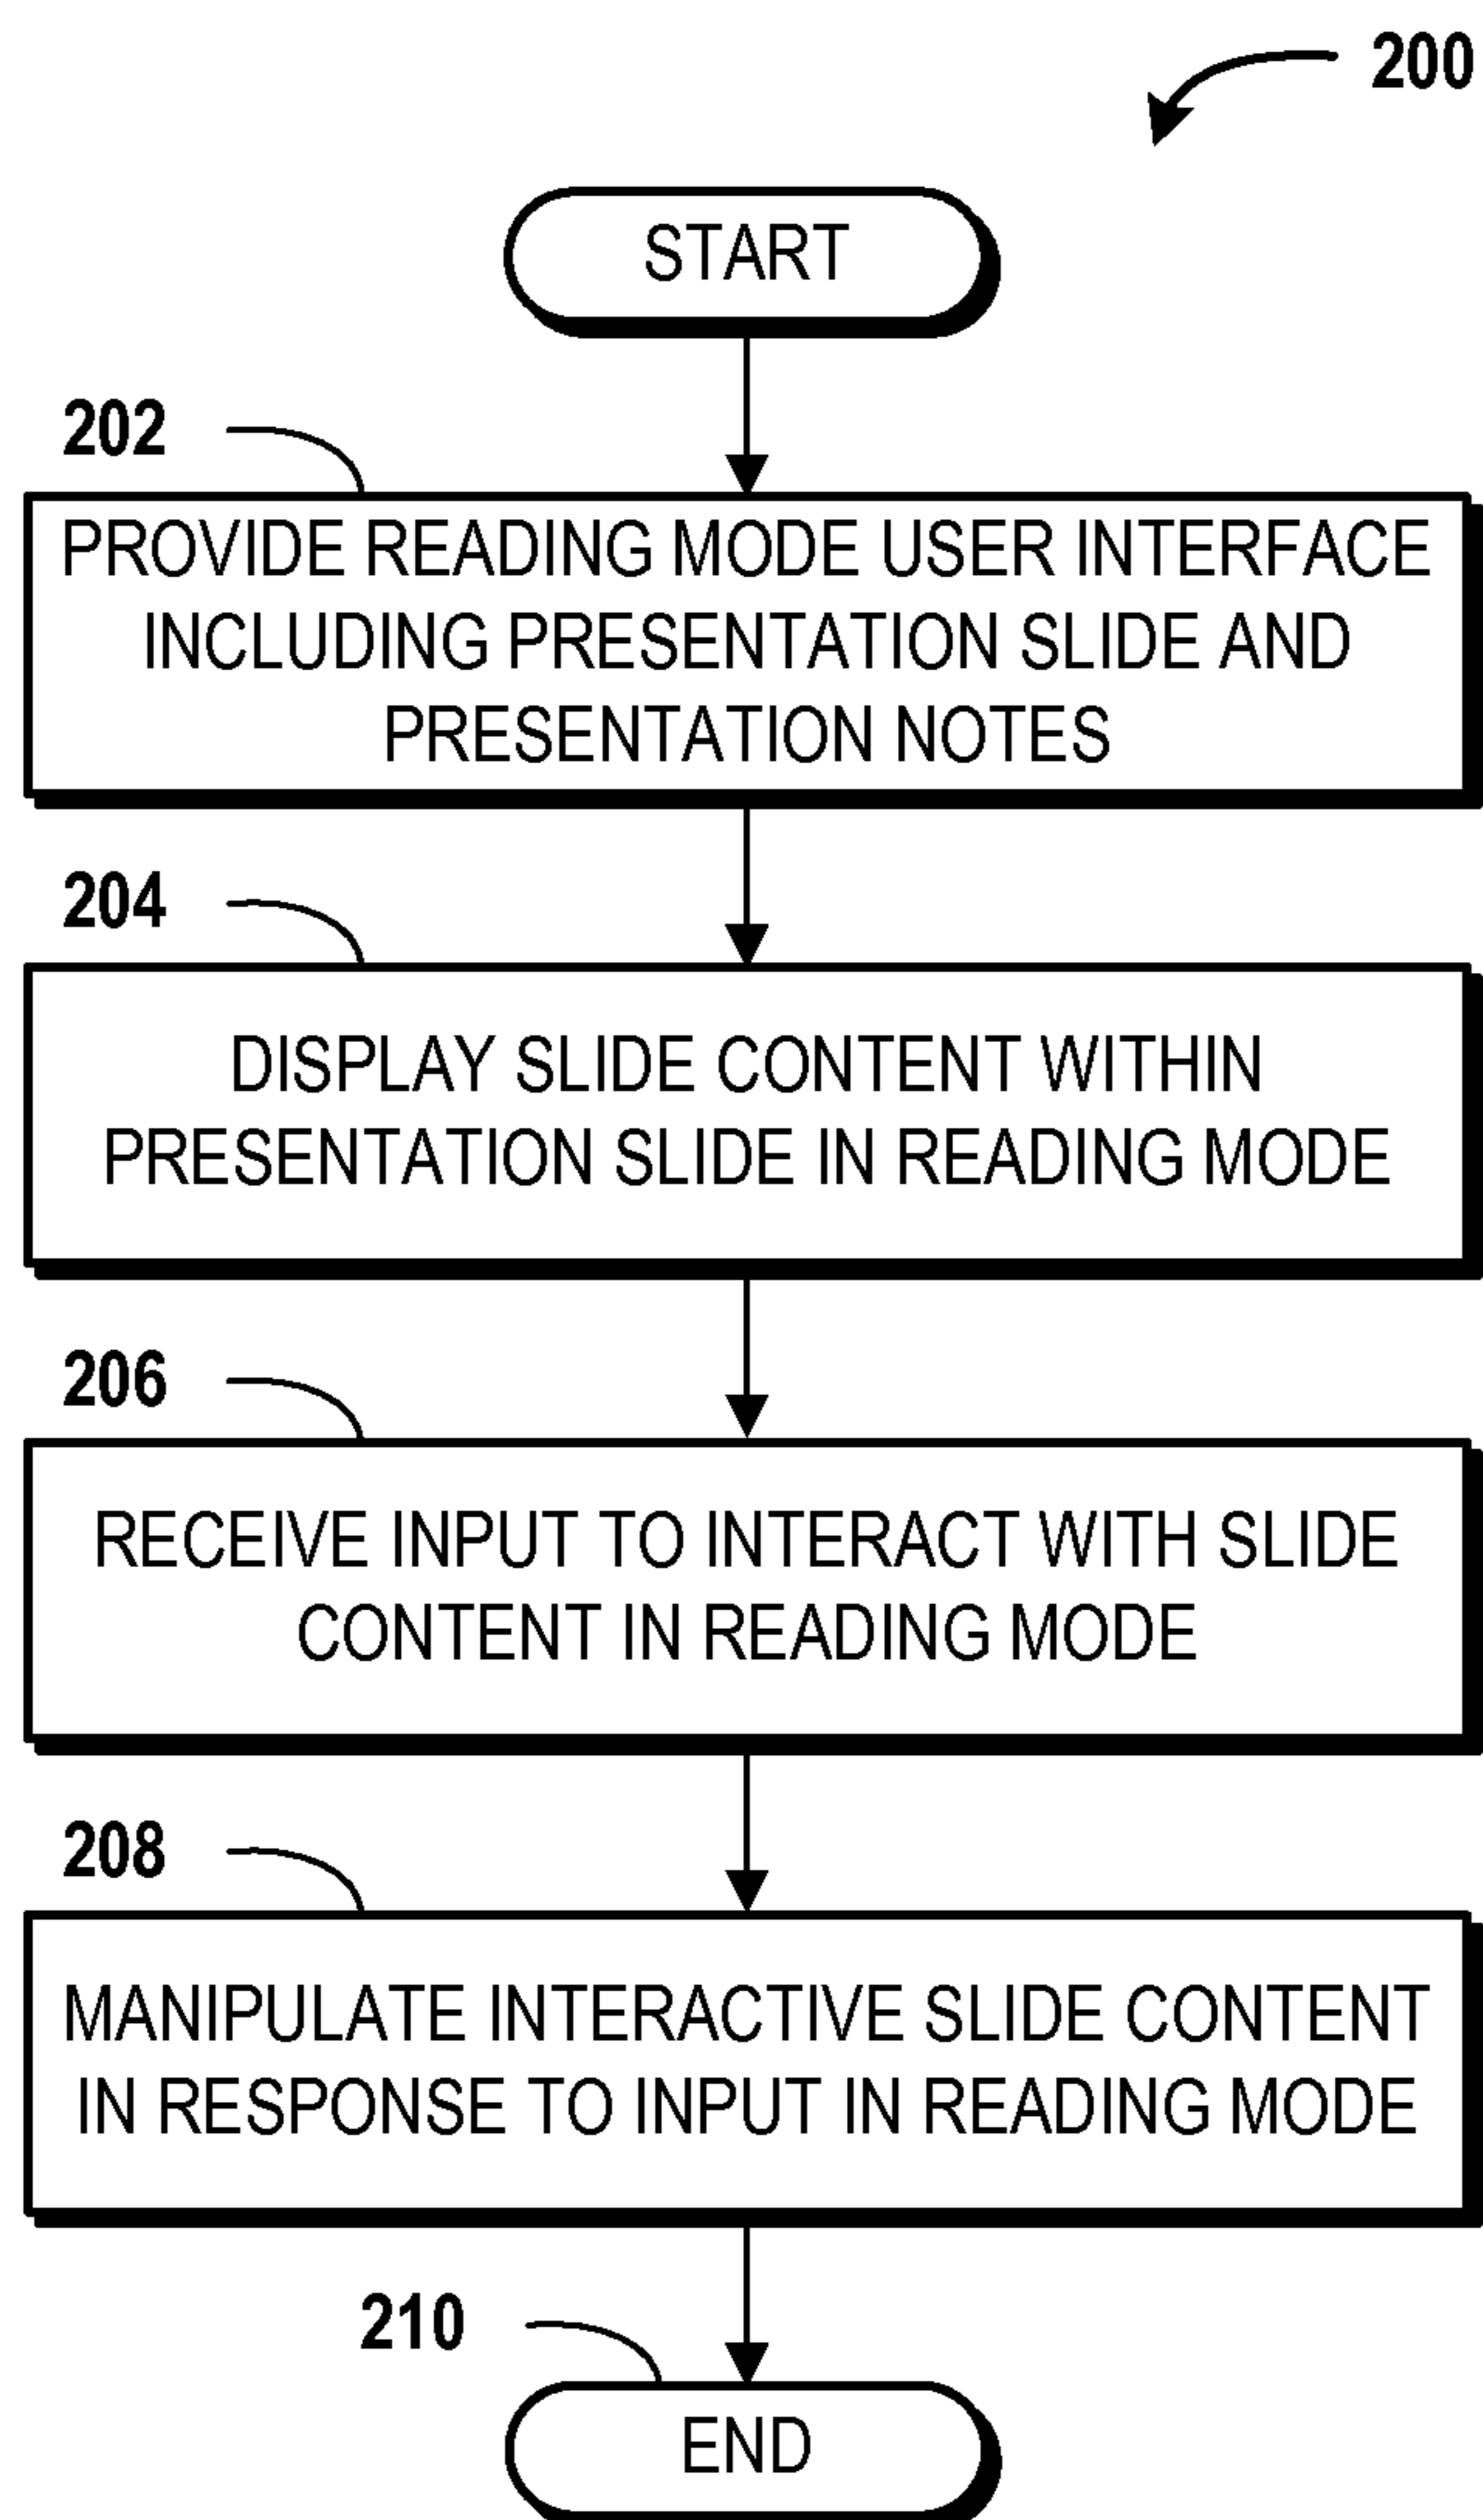 200
START
202
PROVIDE READING MODE USER INTERFACE
INCLUDING PRESENTATION SLIDE AND
PRESENTATION NOTES
204
DISPLAY SLIDE CONTENT WITHIN
PRESENTATION SLIDE IN READING MODE
206
RECEIVE INPUT TO INTERACT WITH SLIDE
CONTENT IN READING MODE
208
MANIPULATE INTERACTIVE SLIDE CONTENT
IN RESPONSE TO INPUT IN READING MODE
210
END